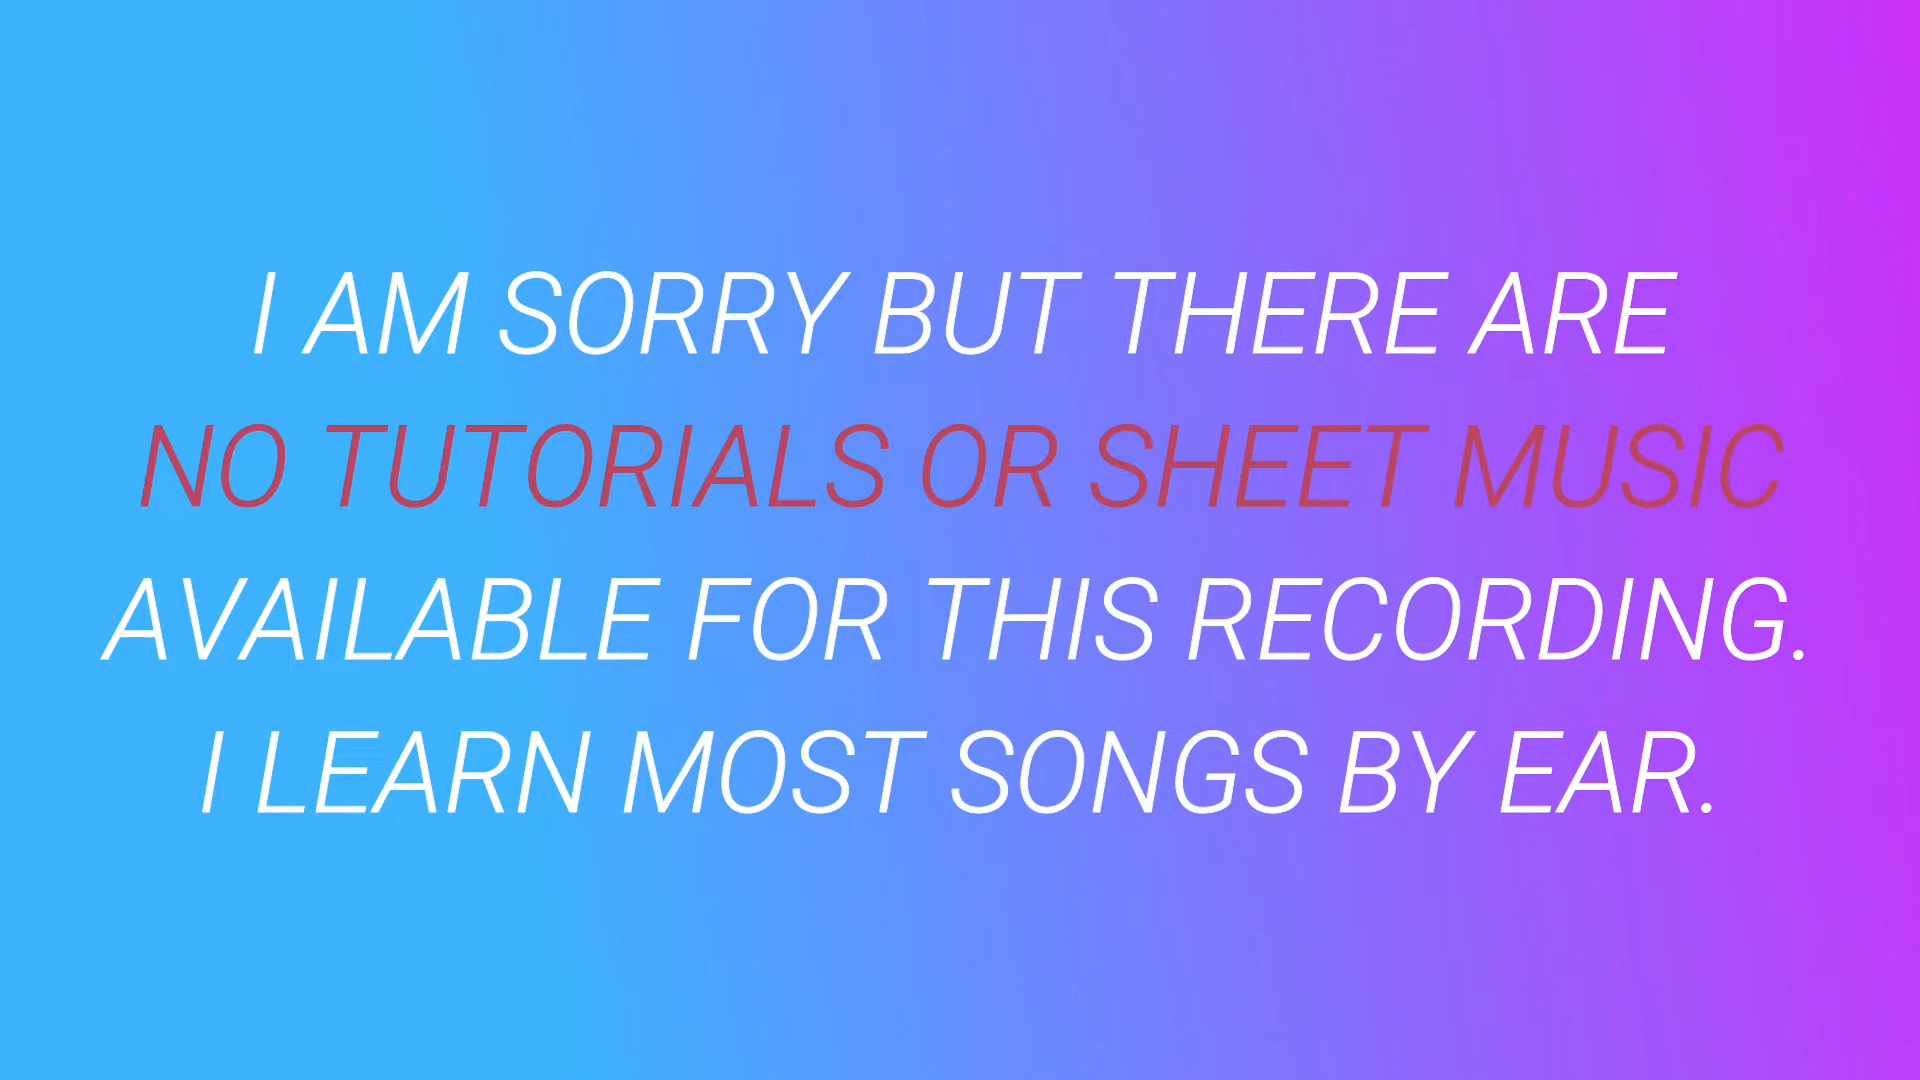 I AM SORRY BUT THERE ARE
NO TUTORIALS OR SHEET MUSIC
AVAILABLE FOR THIS RECORDING.
I LEARN MOST SONGS BY EAR.